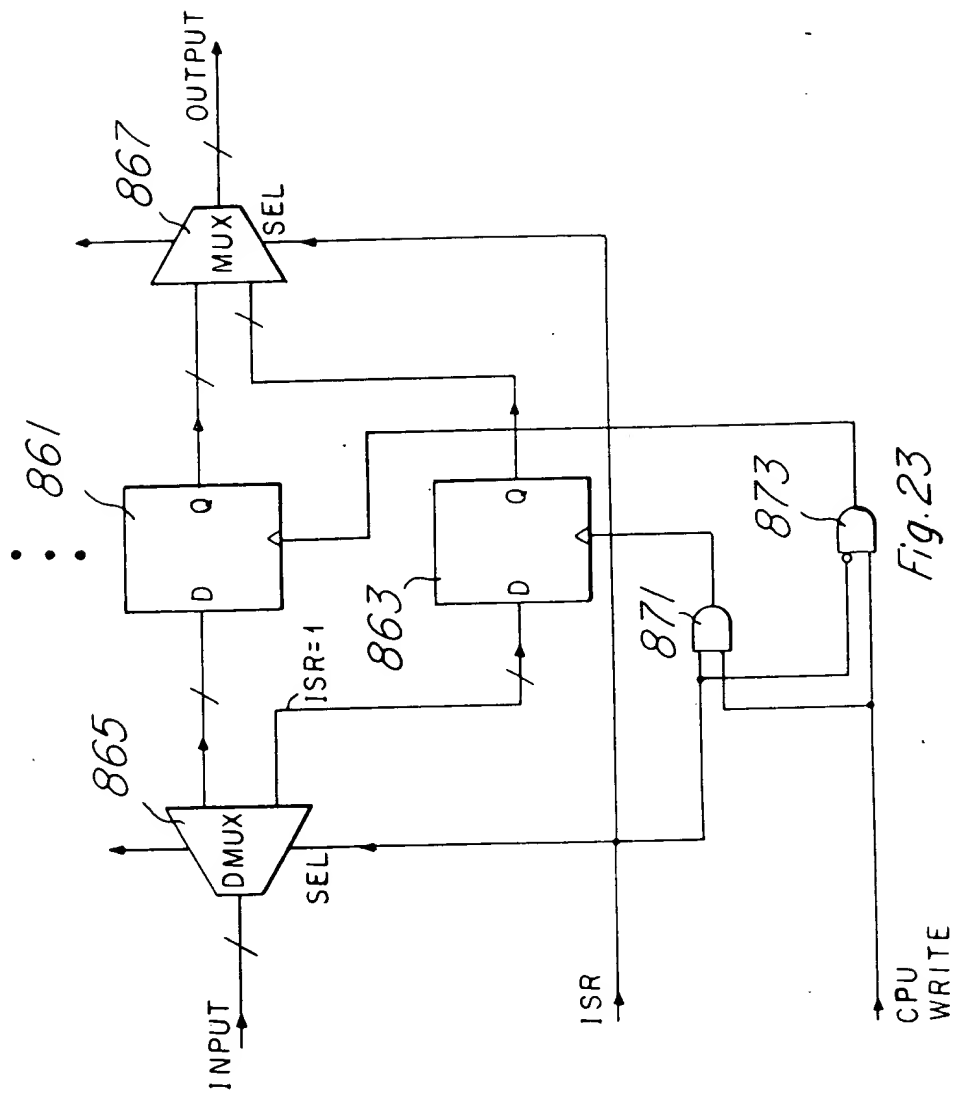 861
867
865
MUX
SEL
OUTPUT
D
Q
DMUX
SEL
INPUT
ISR=1
863
D
Q
871
873
ISR
CPU
WRITE
Fig.23